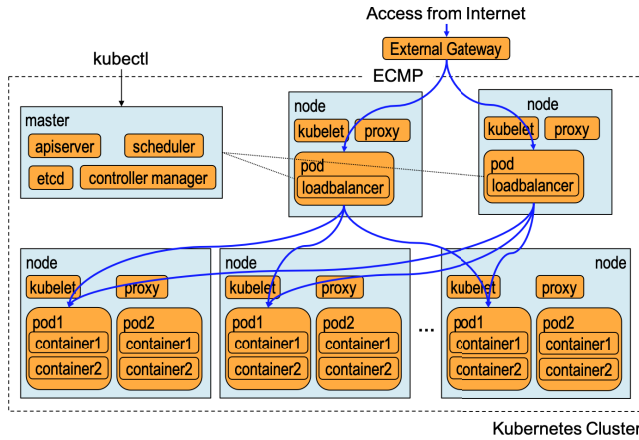 Access from Internet
External Gateway
kubectl
ECMP
master
apiserver
scheduler
etcd
controller manager
node
kubelet
proxy
pod
loadbalancer
node
kubelet
proxy
pod
loadbalancer
node
kubelet
proxy
pod1
container1
container2
pod2
container1
container2
node
kubelet
proxy
pod1
container1
container2
pod2
container1
container2
...
node
kubelet
proxy
pod1
container1
container2
pod2
container1
container2
Kubernetes Cluster